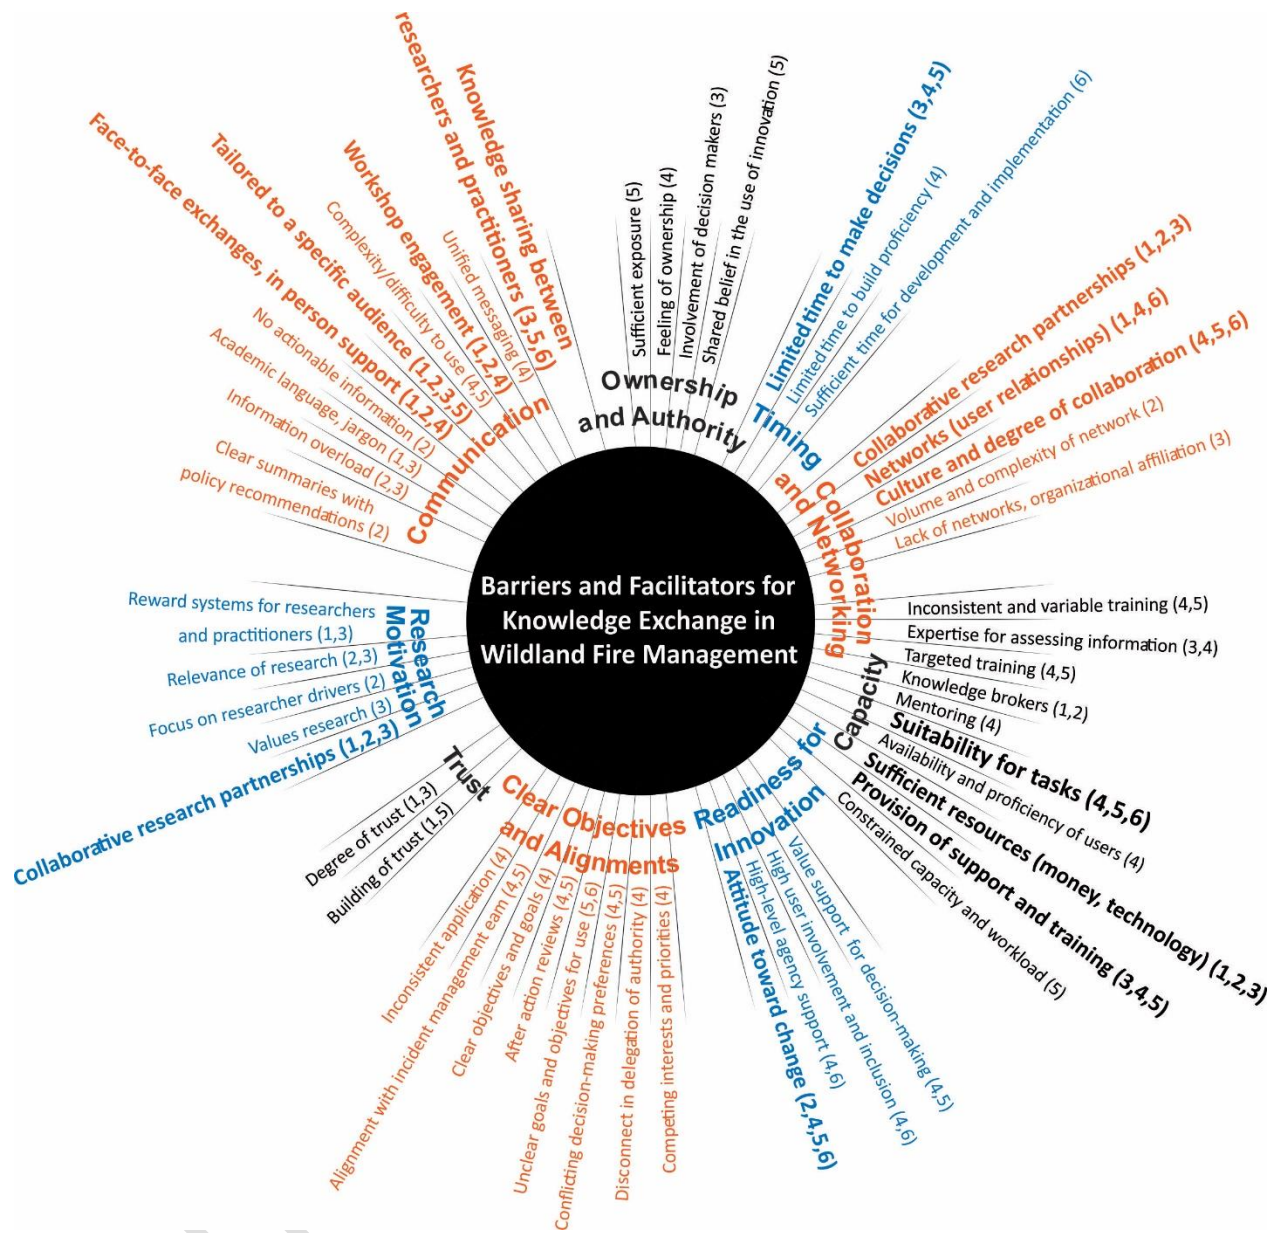 Barriers and Facilitators for
Knowledge Exchange in
Wildland Fire Management
Ownership
and Authority
Sufficient exposure (5)
Feeling of ownership (4)
Involvement of decision makers (3)
Shared belief in the use of innovation (5)
Timing
Limited time to make decisions (3,4,5)
Limited time to build proficiency (4)
Sufficient time for development and implementation (6)
Collaboration
and Networking
Collaborative research partnerships (1,2,3)
Networks (user relationships) (1,4,6)
Culture and degree of collaboration (4,5,6)
Volume and complexity of network (2)
Lack of networks, organizational affiliation (3)
Capacity
Inconsistent and variable training (4,5)
Expertise for assessing information (3,4)
Targeted training (4,5)
Knowledge brokers (1,2)
Mentoring (4)
Suitability for tasks (4,5,6)
Availability and proficiency of users (4)
Sufficient resources (money, technology) (1,2,3)
Provision of support and training (3,4,5)
Constrained capacity and workload (5)
Readiness for
Innovation
Value support for decision-making (4,5)
High user involvement and inclusion (4,6)
High-level agency support (4,6)
Attitude toward change (2,4,5,6)
Clear Objectives
and Alignments
Competing interests and priorities (4)
Disconnect in delegation of authority (4)
Conflicting decision-making preferences (4,5)
Unclear goals and objectives for use (5,6)
After action reviews (4,5)
Clear objectives and goals (4)
Alignment with incident management eam (4,5)
Inconsistent application (4)
Trust
Building of trust (1,5)
Degree of trust (1,3)
Research
Motivation
Collaborative research partnerships (1,2,3)
Values research (3)
Focus on researcher drivers (2)
Relevance of research (2,3)
Reward systems for researchers
and practitioners (1,3)
Communication
Clear summaries with
policy recommendations (2)
Information overload (2,3)
Academic language, jargon (1,3)
No actionable information (2)
Face-to-face exchanges, in person support (1,2,4)
Tailored to a specific audience (1,2,3,5)
Complexity/difficulty to use (4,5)
Workshop engagement (1,2,4)
Unified messaging (4)
Knowledge sharing between
researchers and practitioners (3,5,6)